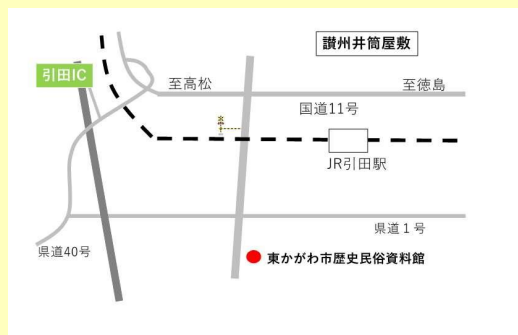 讃州井筒屋敷
引田IC
至高松
至徳島
国道11号
JR引田駅
県道１号
県道40号
東かがわ市歴史民俗資料館